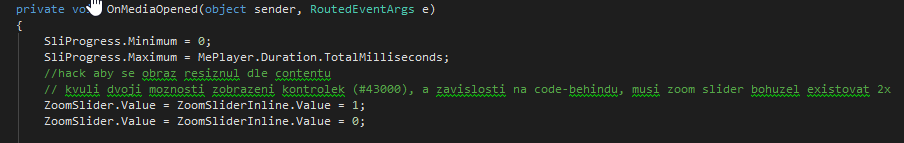 private vo OnMediaOpened(object sender, RoutedEventArgs e)
{
SliProgress.Minimum = 0;
SliProgress.Maximum = MePlayer.Duration.TotalMilliseconds;
//hack aby se obraz resiznul dle contentu
// kvuli dvoji moznosti zobrazeni kontrolek (#43000), a zavislosti na code-behindu, musi zoom slider bohuzel existovat 2x
ZoomSlider.Value = ZoomSliderInline.Value = 1;
ZoomSlider.Value = ZoomSliderInline.Value = 0;